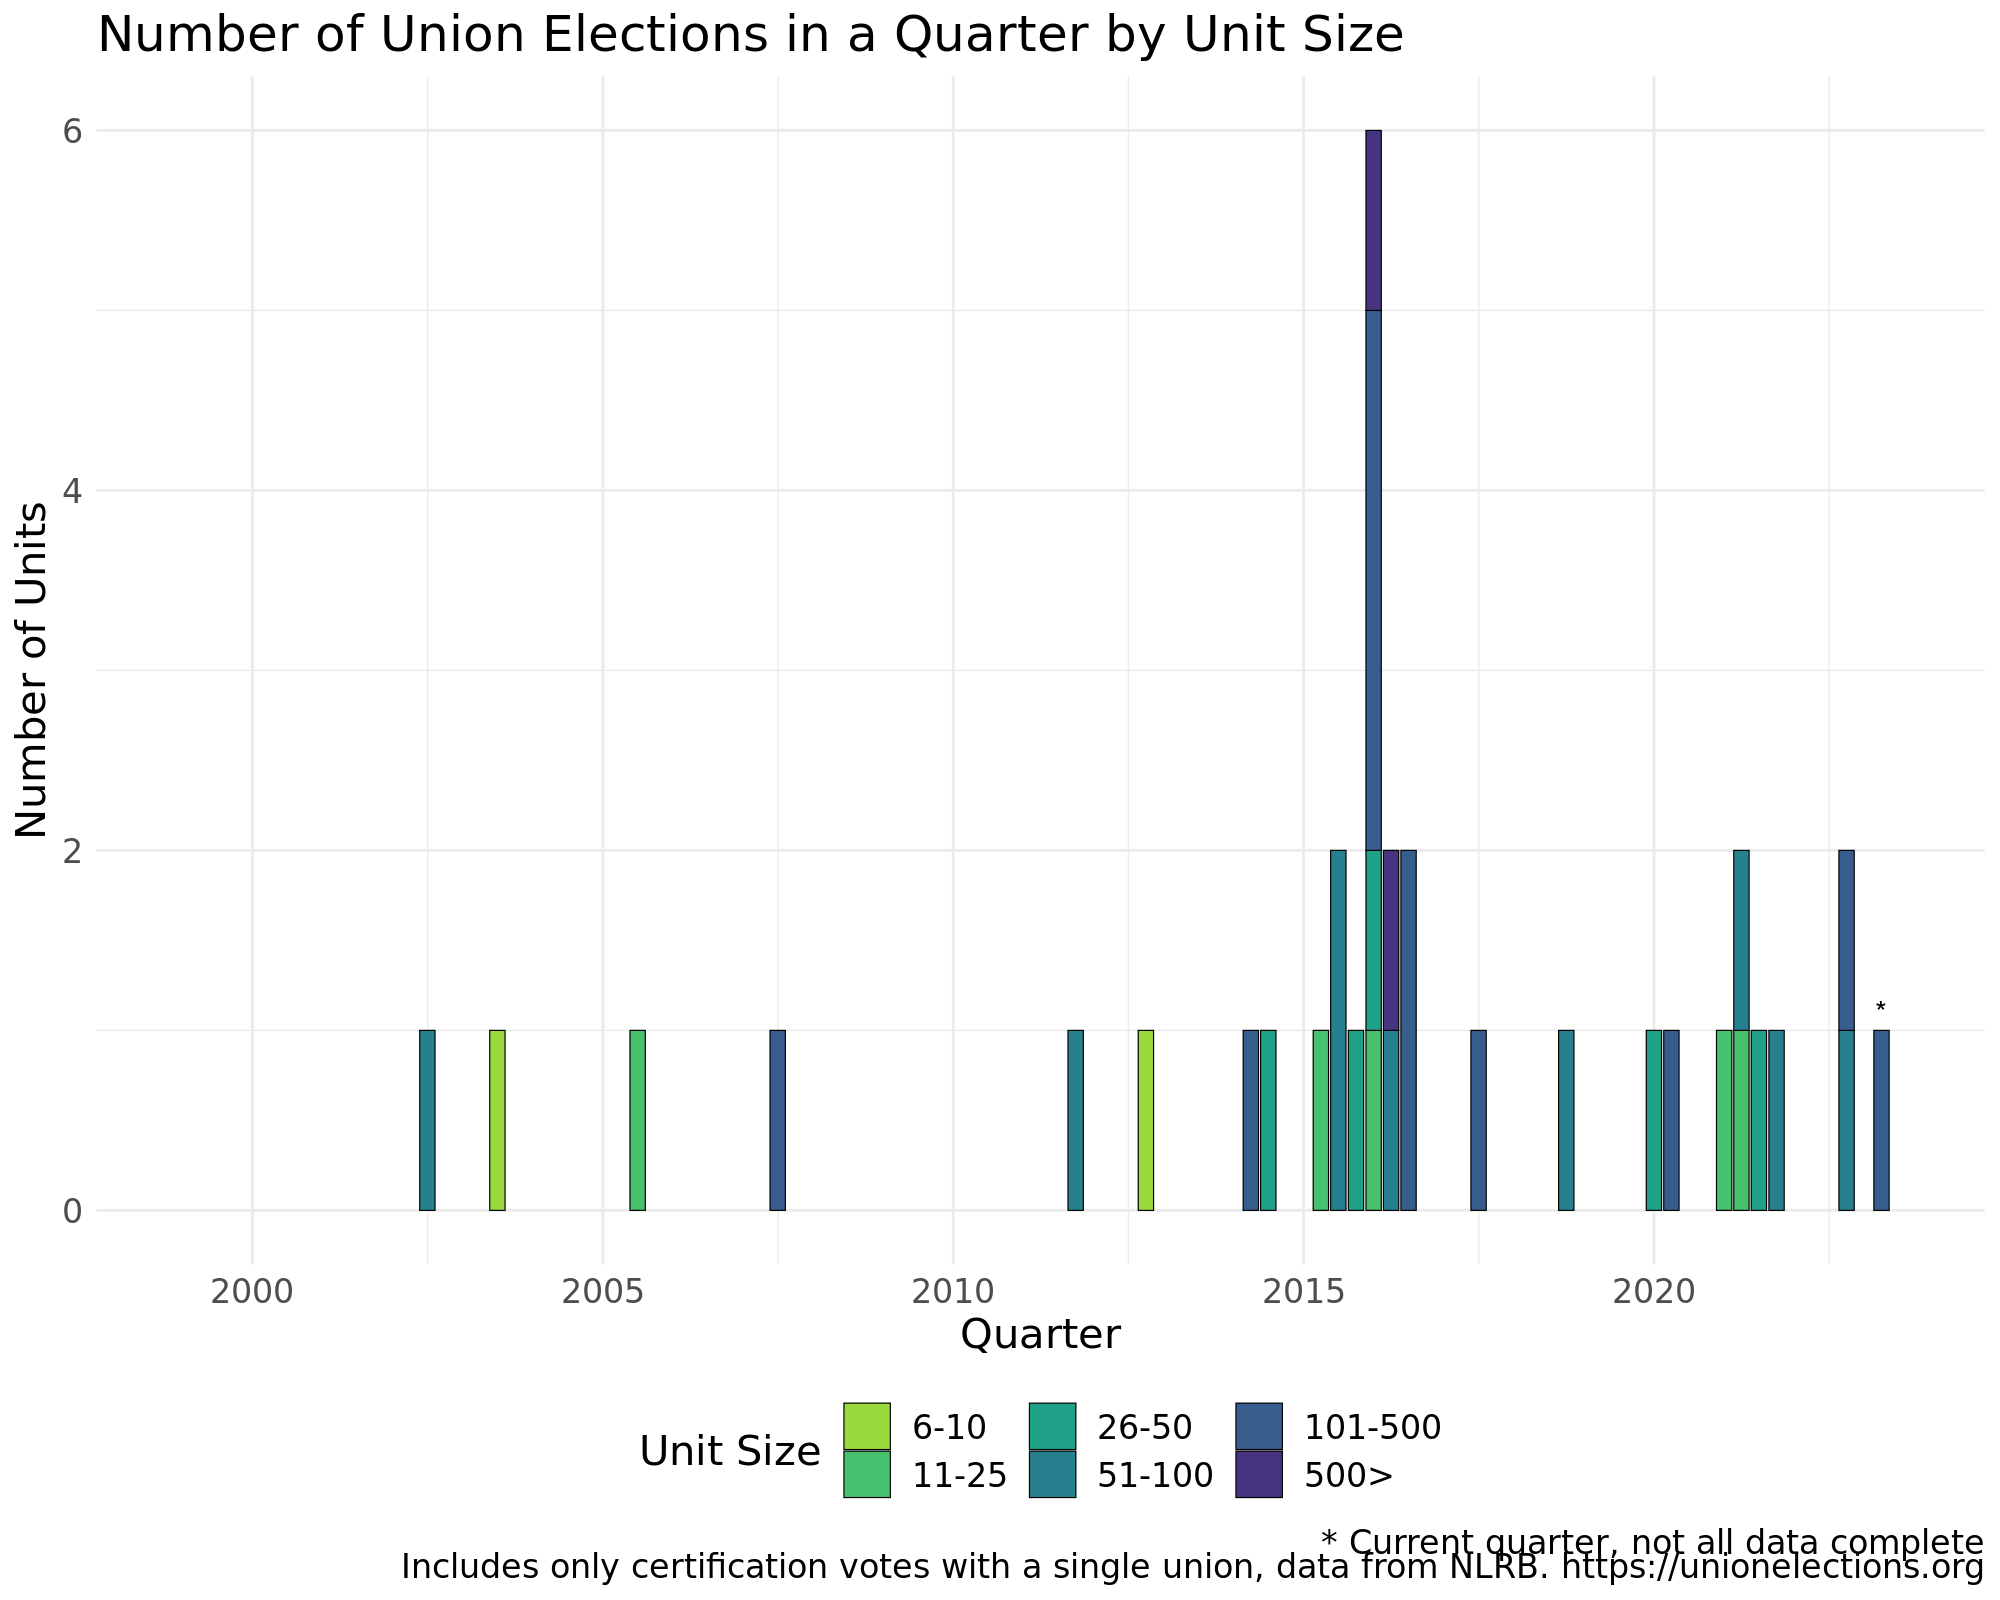 Number of Union Elections in a Quarter by Unit Size
Number of Units
6
4
2
0
*
2000 2005 2010 2015 2020
Quarter
Unit Size
6-10 26-50 101-500
11-25 51-100 500>
* Current quarter, not all data complete
Includes only certification votes with a single union, data from NLRB. https://unionelections.org